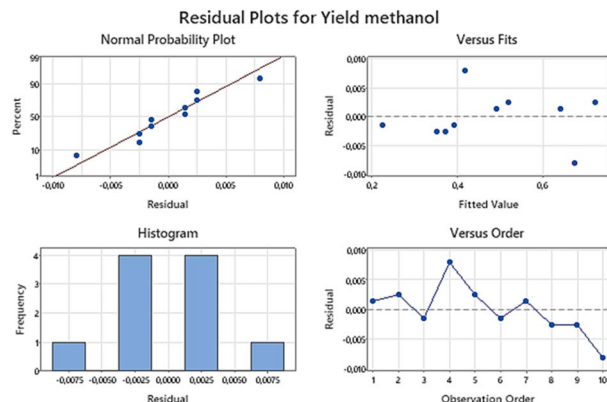 Residual Plots for Yield methanol
Normal Probability Plot
Versus Fits
99
90
50
10
1
Percent
-0,010 -0,005 0,000 0,005 0,010
Residual
0,010
0,005
0,000
-0,005
-0,010
Residual
0,2 0,4 0,6
Fitted Value
Histogram
Versus Order
4
3
2
1
0
Frequency
-0,0075 -0,0050 -0,0025 0,0000 0,0025 0,0050 0,0075
Residual
0,010
0,005
0,000
-0,005
-0,010
Residual
1 2 3 4 5 6 7 8 9 10
Observation Order